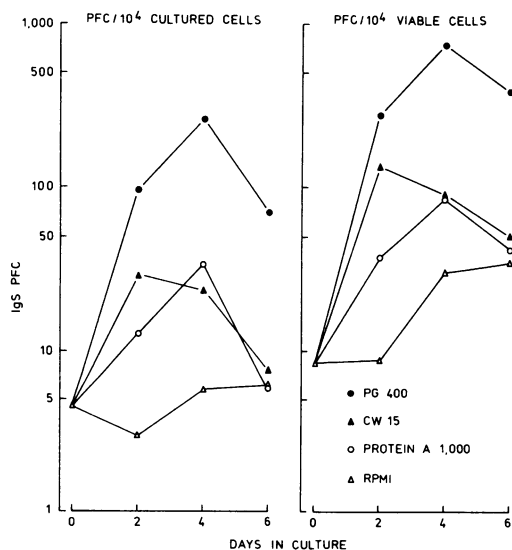 PFC/10⁴ CULTURED CELLS
PFC/10⁴ VIABLE CELLS
1,000
500
100
50
10
5
1
IgS PFC
PG 400
CW 15
PROTEIN A 1,000
RPMI
0 2 4 6
0 2 4 6
DAYS IN CULTURE